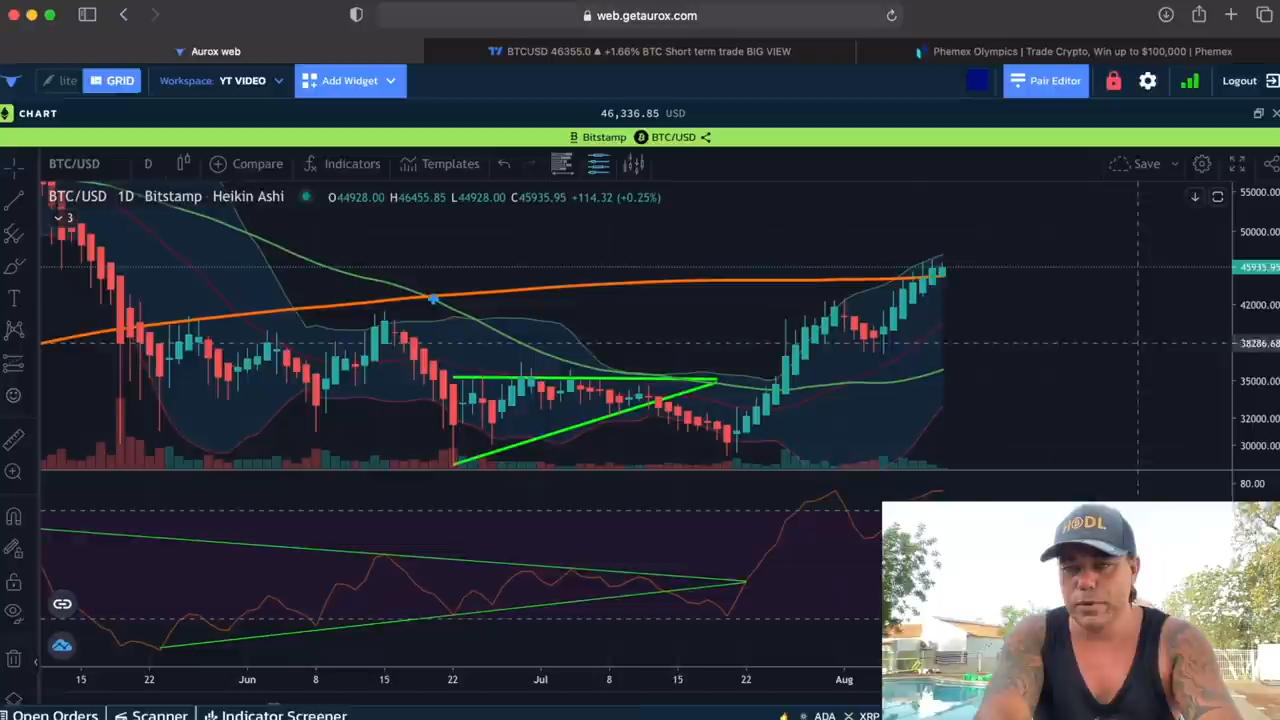 web.getaurox.com
Aurox web
BTCUSD 46355.0 ▲ +1.66% BTC Short term trade BIG VIEW
Phemex Olympics | Trade Crypto, Win up to $100,000 | Phemex
lite
GRID
Workspace: YT VIDEO
Add Widget
Pair Editor
Logout
CHART
46,336.85 USD
Bitstamp
BTC/USD
BTC/USD
D
Compare
Indicators
Templates
Save
BTC/USD 1D Bitstamp · Heikin Ashi
O44928.00 H46455.85 L44928.00 C45935.95 +114.32 (+0.25%)
3
55000.00
50000.00
45935.95
42000.00
38286.68
35000.00
32000.00
30000.00
80.00
HODL
15 22 Jun 8 15 22 Jul 8 15 22 Aug
Open Orders
Scanner
Indicator Screener
ADA
XRP